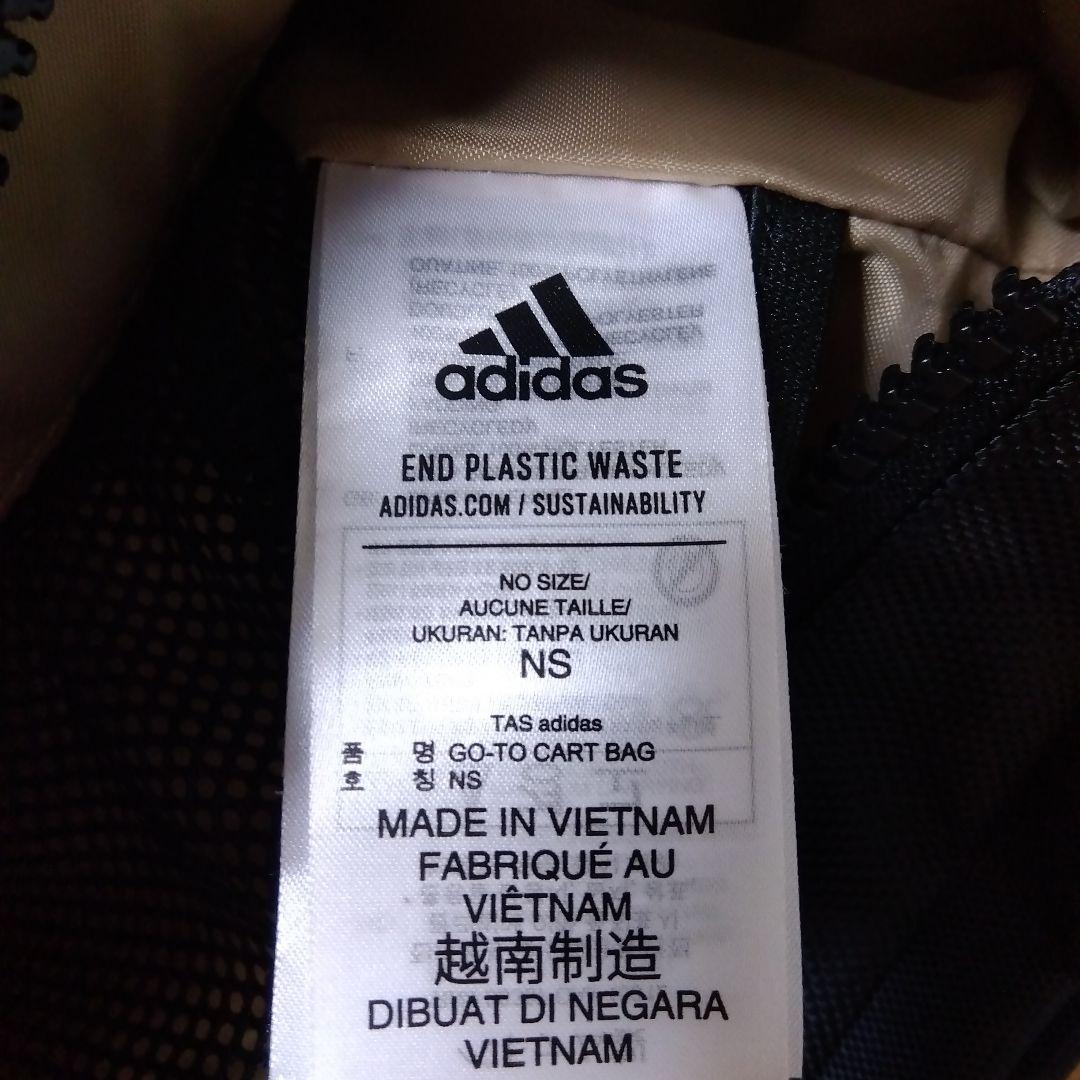 adidas
END PLASTIC WASTE
ADIDAS.COM / SUSTAINABILITY
NO SIZE/
AUCUNE TAILLE/
UKURAN: TANPA UKURAN
NS
TAS adidas
품 명 GO-TO CART BAG
호 칭 NS
MADE IN VIETNAM
FABRIQUÉ AU
VIÊTNAM
越南制造
DIBUAT DI NEGARA
VIETNAM